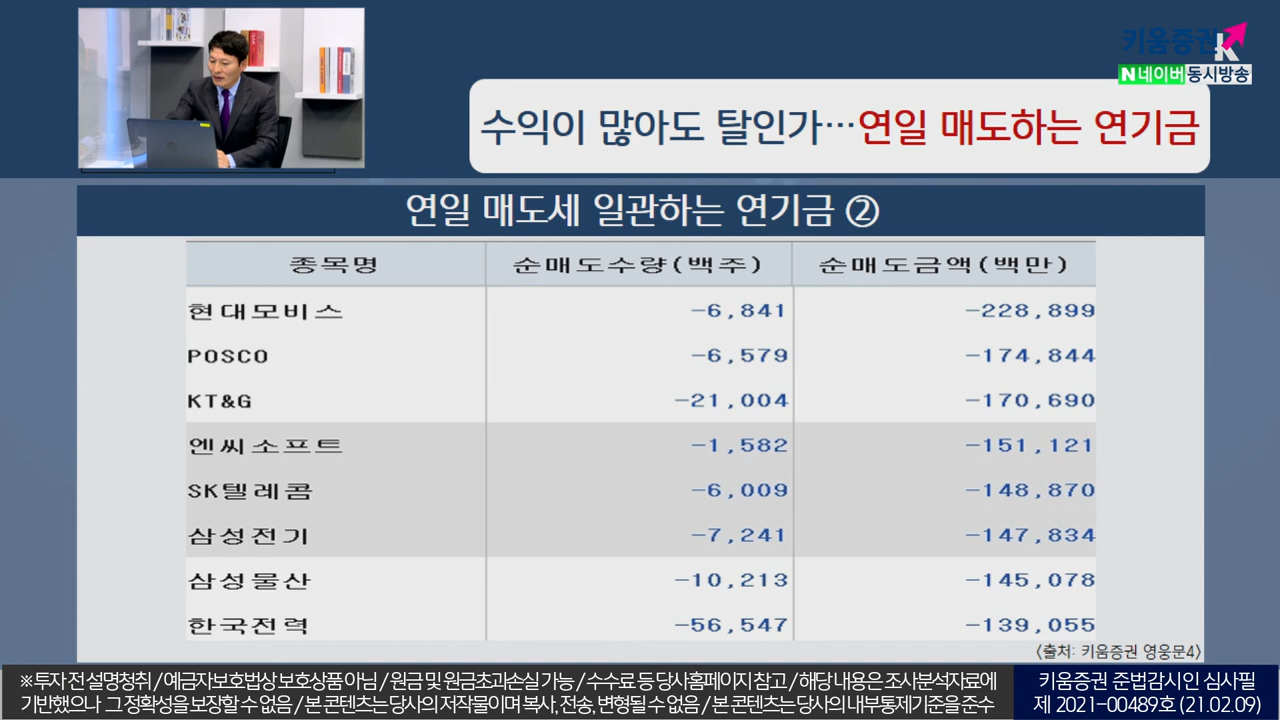 키움증권
N 네이버 동시방송
수익이 많아도 탈인가…연일 매도하는 연기금
연일 매도세 일관하는 연기금 ②
종목명 순매도수량(백주) 순매도금액(백만)
현대모비스 -6,841 -228,899
POSCO -6,579 -174,844
KT&G -21,004 -170,690
엔씨소프트 -1,582 -151,121
SK텔레콤 -6,009 -148,870
삼성전기 -7,241 -147,834
삼성물산 -10,213 -145,078
한국전력 -56,547 -139,055
<출처: 키움증권 영웅문4>
※ 투자 전 설명청취 / 예금자보호법상 보호상품 아님 / 원금 및 원금초과손실 가능 / 수수료 등 당사홈페이지 참고 / 해당 내용은 조사분석자료에
기반했으나 그 정확성을 보장할 수 없음 / 본 콘텐츠는 당사의 저작물이며 복사, 전송, 변형될 수 없음 / 본 콘텐츠는 당사의 내부통제기준을 준수
키움증권 준법감시인 심사필
제 2021-00489호 (21.02.09)